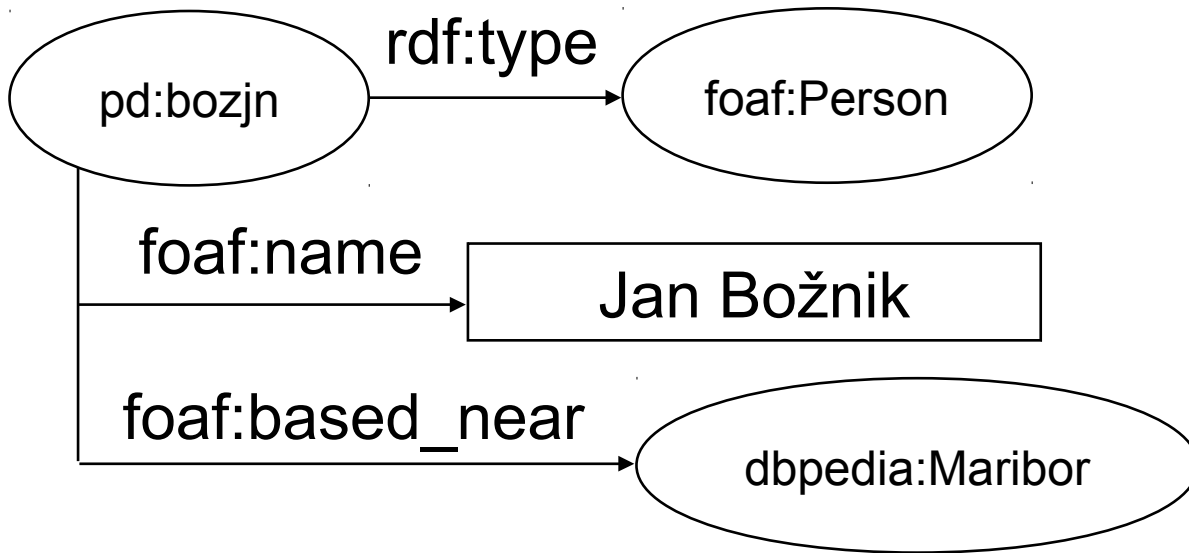 rdf:type
pd:bozjn
foaf:Person
foaf:name
Jan Božnik
foaf:based_near
dbpedia:Maribor